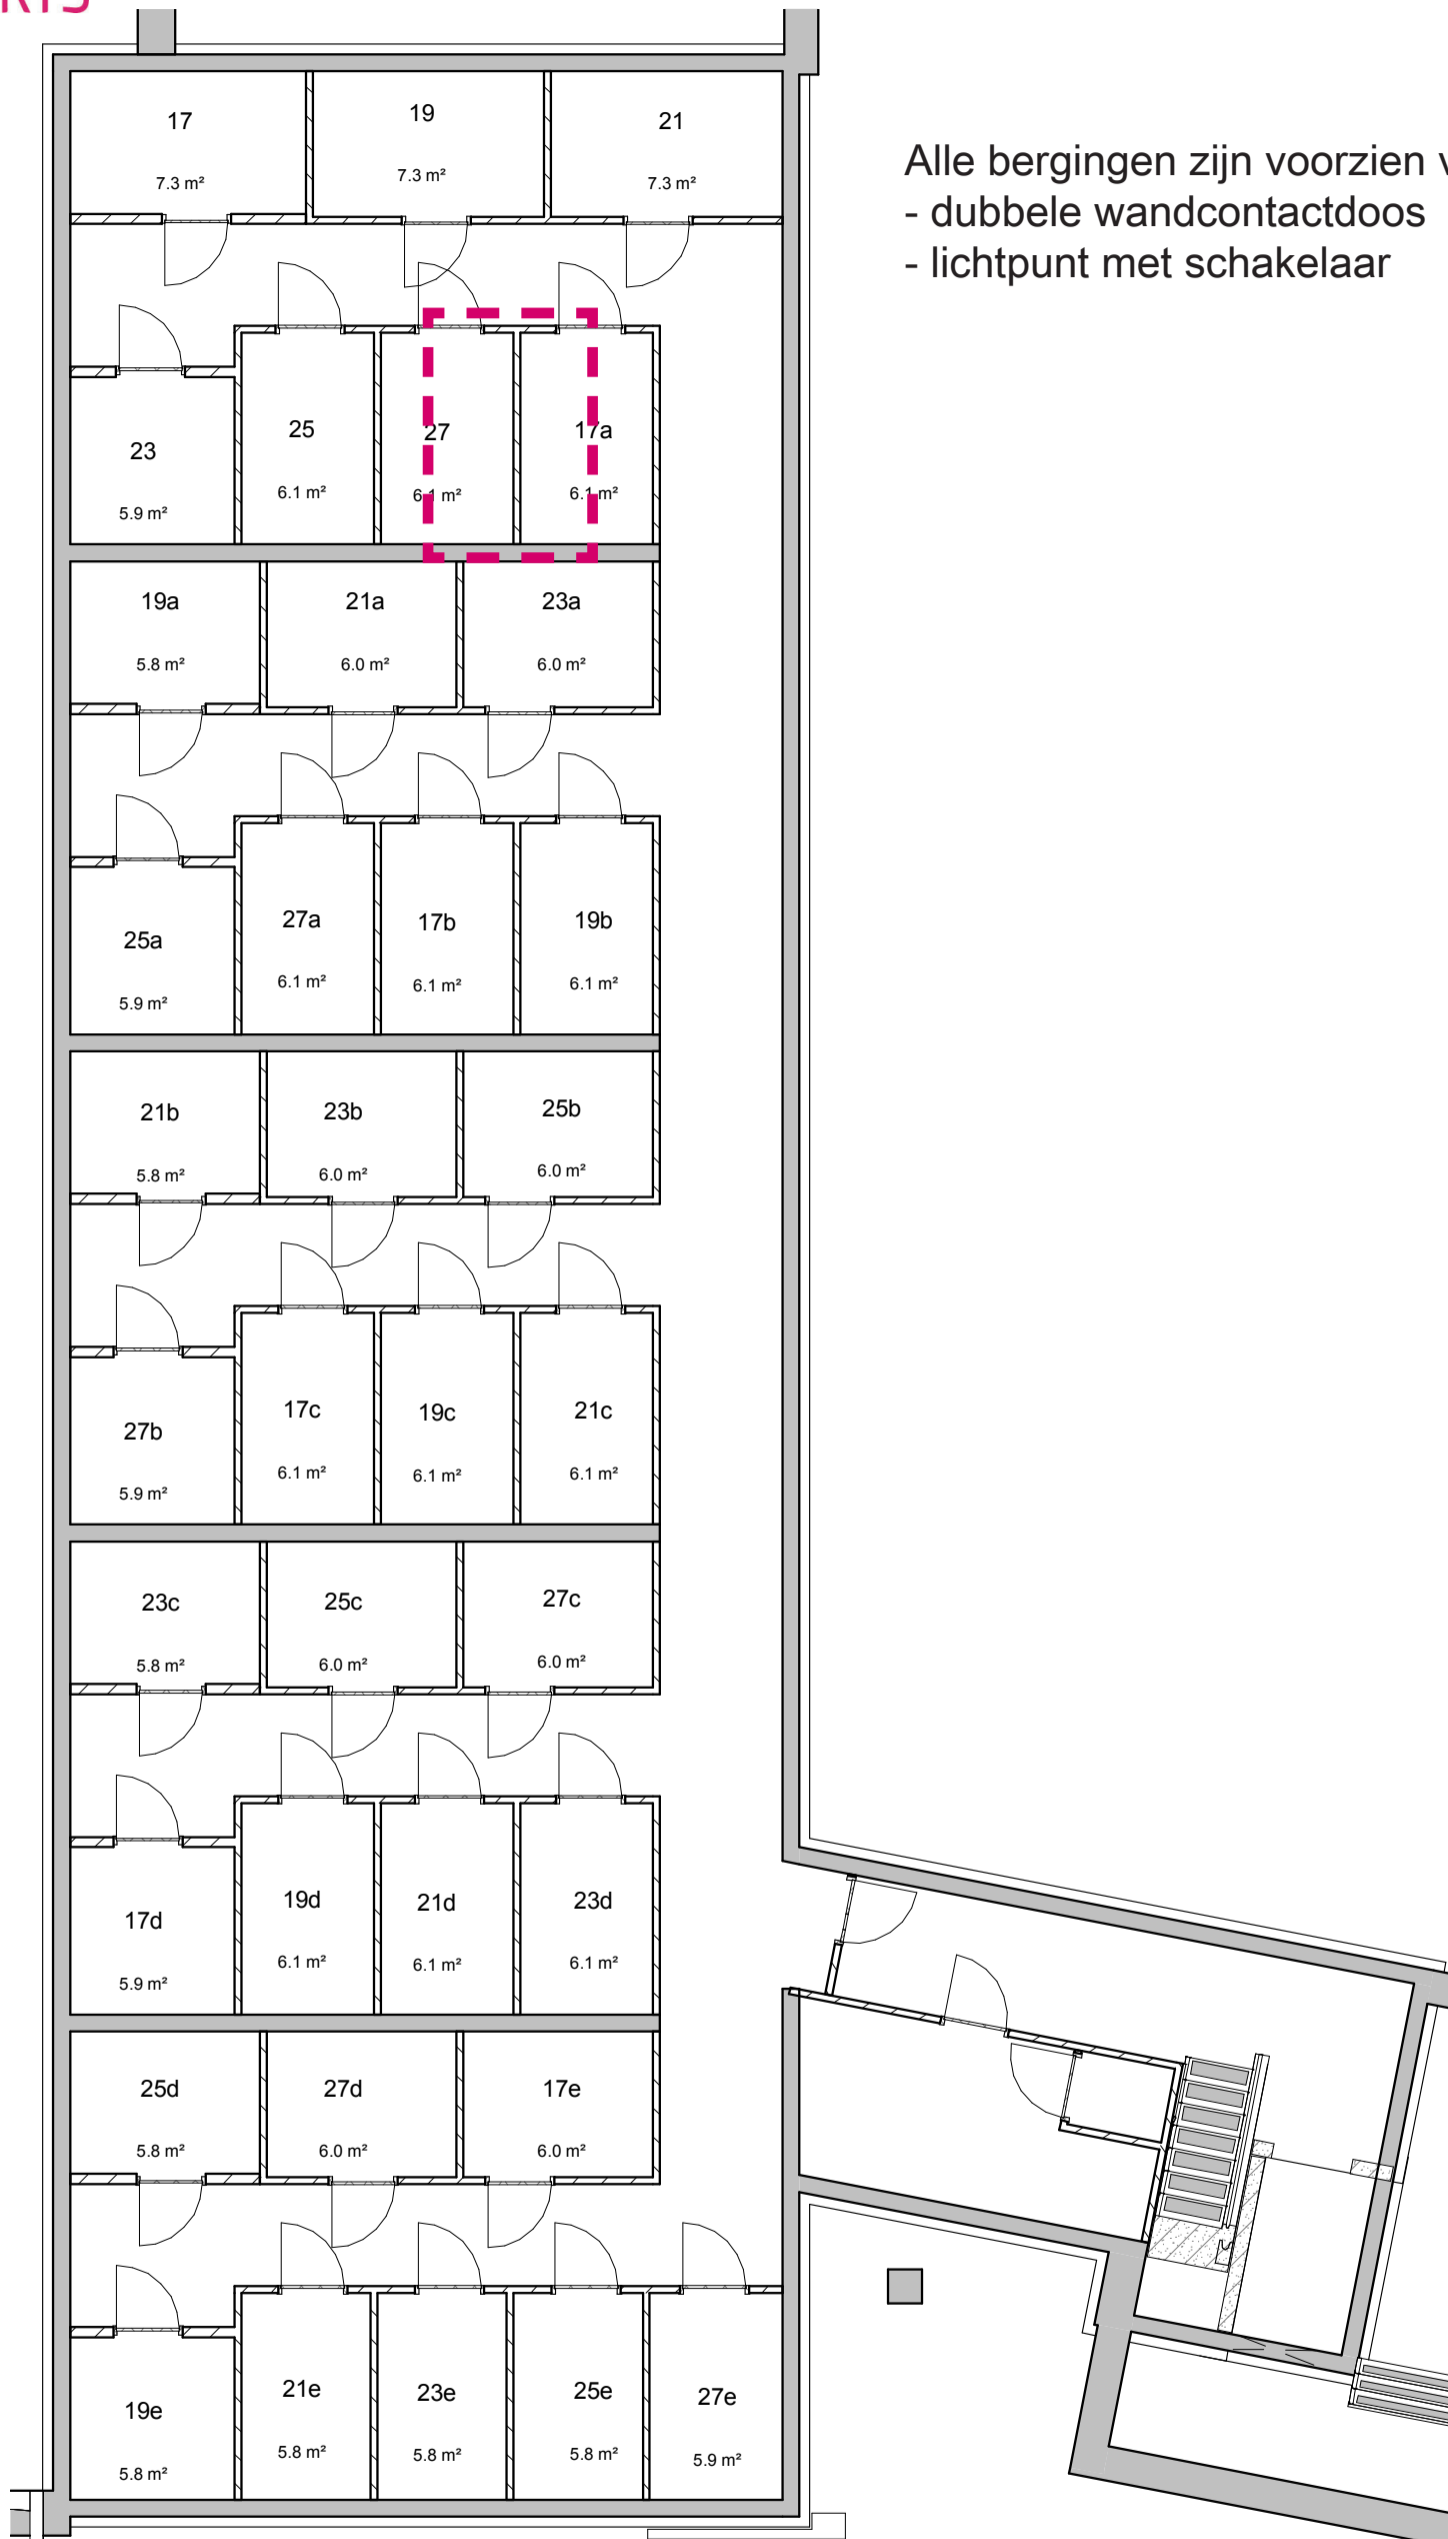 17
7.3 m²
19
7.3 m²
21
7.3 m²
Alle bergingen zijn voorzien
- dubbele wandcontactdoos
- lichtpunt met schakelaar
23
5.9 m²
25
6.1 m²
27
6.1 m²
17a
6.1 m²
19a
5.8 m²
21a
6.0 m²
23a
6.0 m²
25a
5.9 m²
27a
6.1 m²
17b
6.1 m²
19b
6.1 m²
21b
5.8 m²
23b
6.0 m²
25b
6.0 m²
27b
5.9 m²
17c
6.1 m²
19c
6.1 m²
21c
6.1 m²
23c
5.8 m²
25c
6.0 m²
27c
6.0 m²
17d
5.9 m²
19d
6.1 m²
21d
6.1 m²
23d
6.1 m²
25d
5.8 m²
27d
6.0 m²
17e
6.0 m²
19e
5.8 m²
21e
5.8 m²
23e
5.8 m²
25e
5.8 m²
27e
5.9 m²